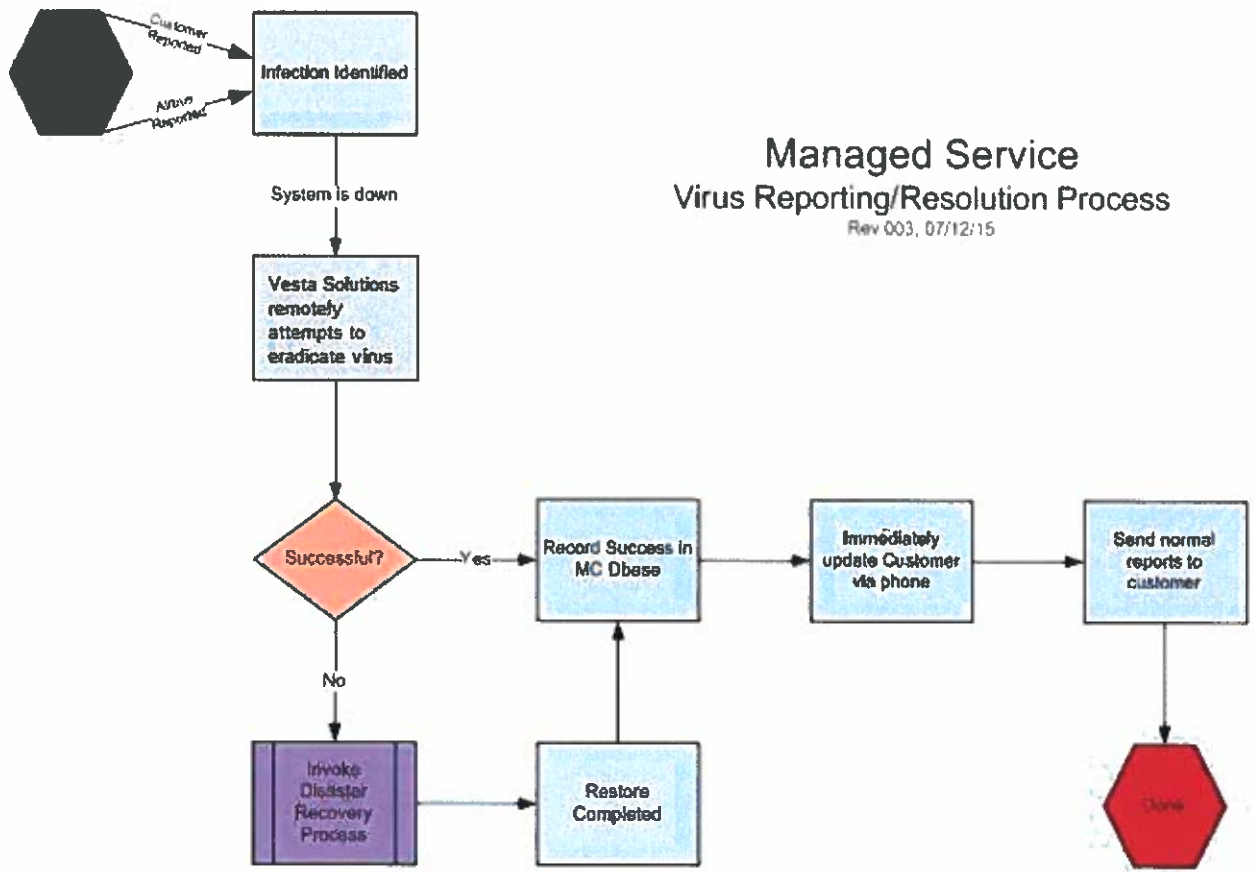 Customer
Reported
Reported
Infection Identified
Managed Service
Virus Reporting/Resolution Process
Rev 003, 07/12/15
System is down
Vesta Solutions
remotely
attempts to
eradicate virus
Successful?
Yes
Record Success in
MC Dbase
Immediately
update Customer
via phone
Send normal
reports to
customer
No
Invoke
Disaster
Recovery
Process
Restore
Completed
Done